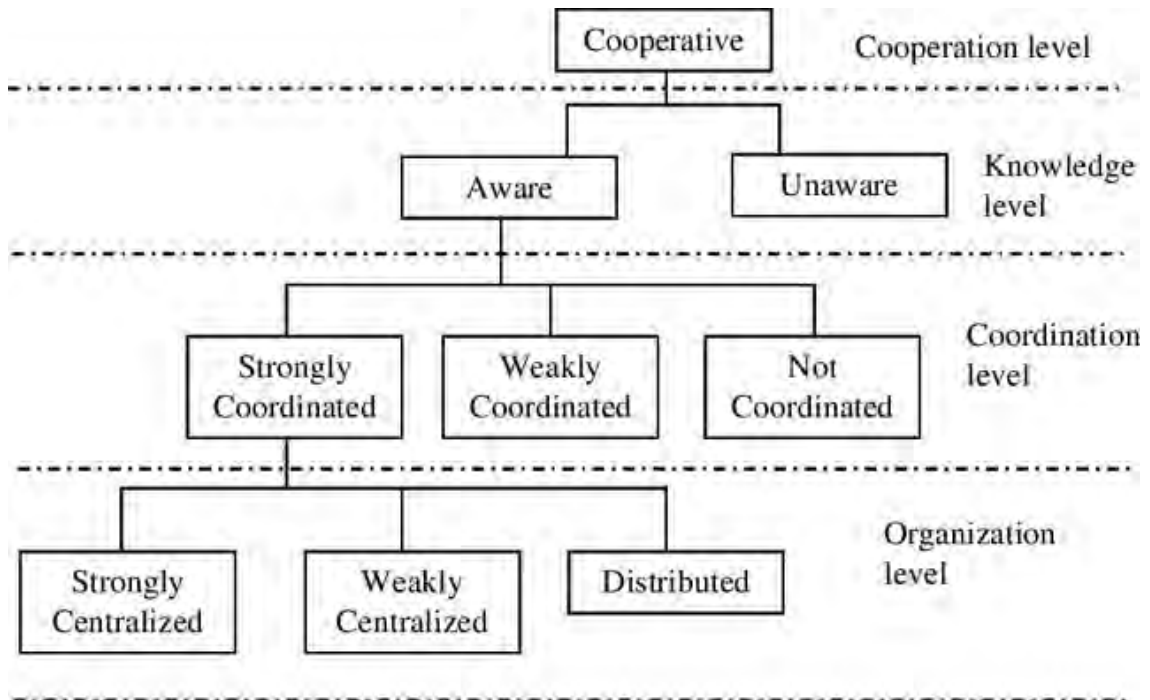 Cooperative
Cooperation level
Aware
Unaware
Knowledge
level
Strongly
Coordinated
Weakly
Coordinated
Not
Coordinated
Coordination
level
Strongly
Centralized
Weakly
Centralized
Distributed
Organization
level